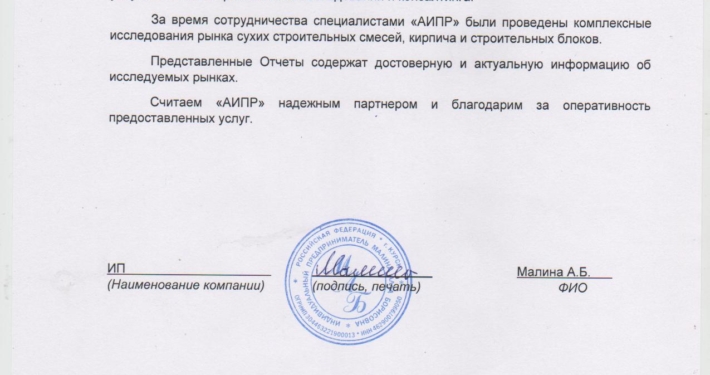 За время сотрудничества специалистами «АИПР» были проведены комплексные
исследования рынка сухих строительных смесей, кирпича и строительных блоков.
Представленные Отчеты содержат достоверную и актуальную информацию об
исследуемых рынках.
Считаем «АИПР» надежным партнером и благодарим за оперативность
предоставленных услуг.
РОССИЙСКАЯ ФЕДЕРАЦИЯ * г. КУРСК
ИНДИВИДУАЛЬНЫЙ ПРЕДПРИНИМАТЕЛЬ МАЛИНА
БОРИСОВНА
ИП
Малина А.Б.
(Наименование компании)
(подпись, печать)
ФИО